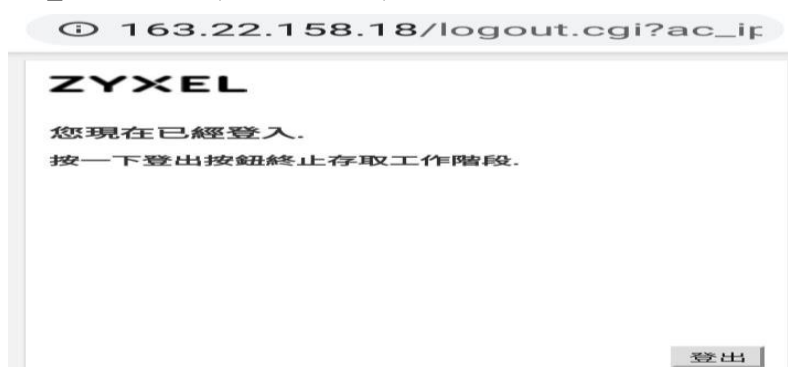 163.22.158.18/logout.cgi?ac_ip
ZYXEL
您現在已經登入.
按一下登出按鈕終止存取工作階段.
登出